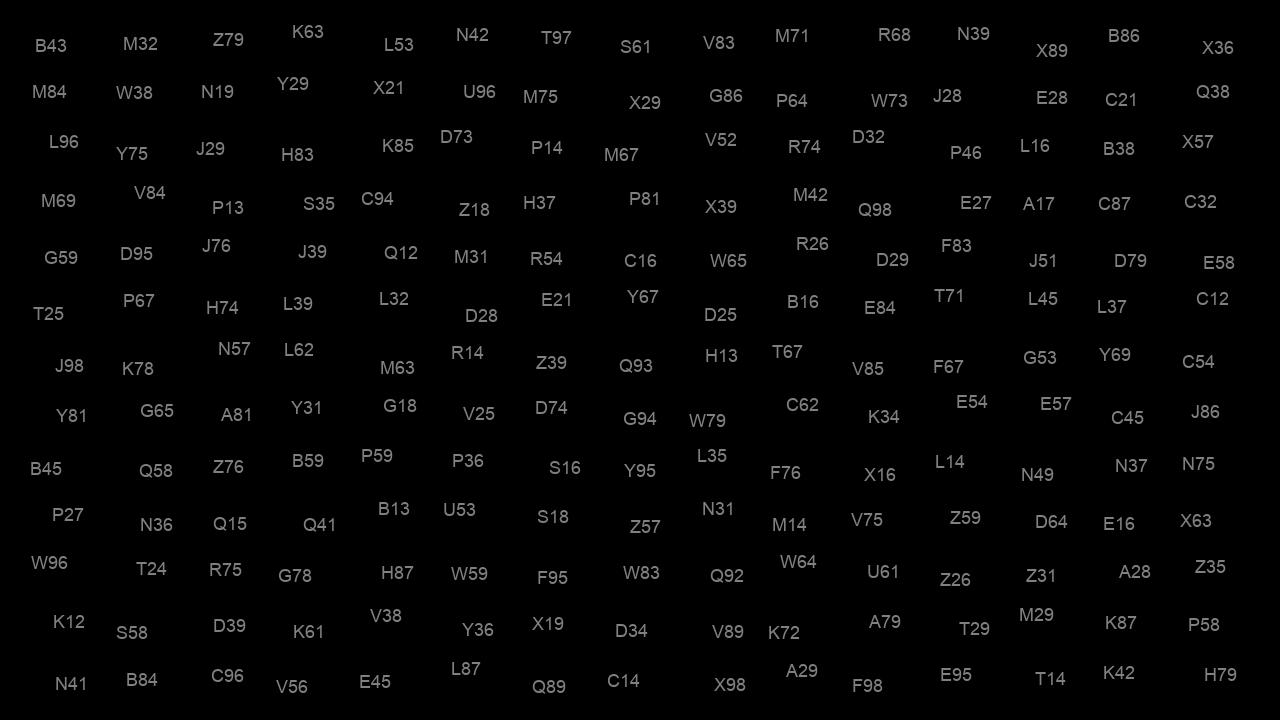 B43 M32 Z79 K63 L53 N42 T97 S61 V83 M71 R68 N39 X89 B86 X36
M84 W38 N19 Y29 X21 U96 M75 X29 G86 P64 W73 J28 E28 C21 Q38
L96 Y75 J29 H83 K85 D73 P14 M67 V52 R74 D32 P46 L16 B38 X57
M69 V84 P13 S35 C94 Z18 H37 P81 X39 M42 Q98 E27 A17 C87 C32
G59 D95 J76 J39 Q12 M31 R54 C16 W65 R26 D29 F83 J51 D79 E58
T25 P67 H74 L39 L32 D28 E21 Y67 D25 B16 E84 T71 L45 L37 C12
J98 K78 N57 L62 M63 R14 Z39 Q93 H13 T67 V85 F67 G53 Y69 C54
Y81 G65 A81 Y31 G18 V25 D74 G94 W79 C62 K34 E54 E57 C45 J86
B45 Q58 Z76 B59 P59 P36 S16 Y95 L35 F76 X16 L14 N49 N37 N75
P27 N36 Q15 Q41 B13 U53 S18 Z57 N31 M14 V75 Z59 D64 E16 X63
W96 T24 R75 G78 H87 W59 F95 W83 Q92 W64 U61 Z26 Z31 A28 Z35
K12 S58 D39 K61 V38 Y36 X19 D34 V89 K72 A79 T29 M29 K87 P58
N41 B84 C96 V56 E45 L87 Q89 C14 X98 A29 F98 E95 T14 K42 H79